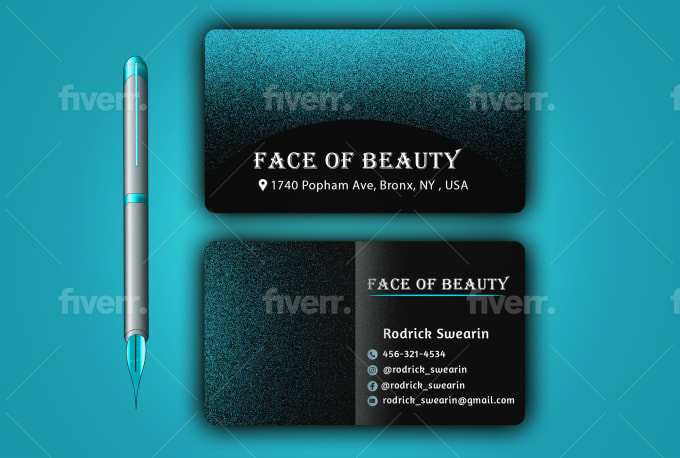 fiverr. fiverr. fiverr.
FACE OF BEAUTY
1740 Popham Ave, Bronx, NY , USA
fiverr. fiverr. fiverr.
FACE OF BEAUTY
Rodrick Swearin
456-321-4534
@rodrick_swearin
@rodrick_swearin
rodrick_swearin@gmail.com